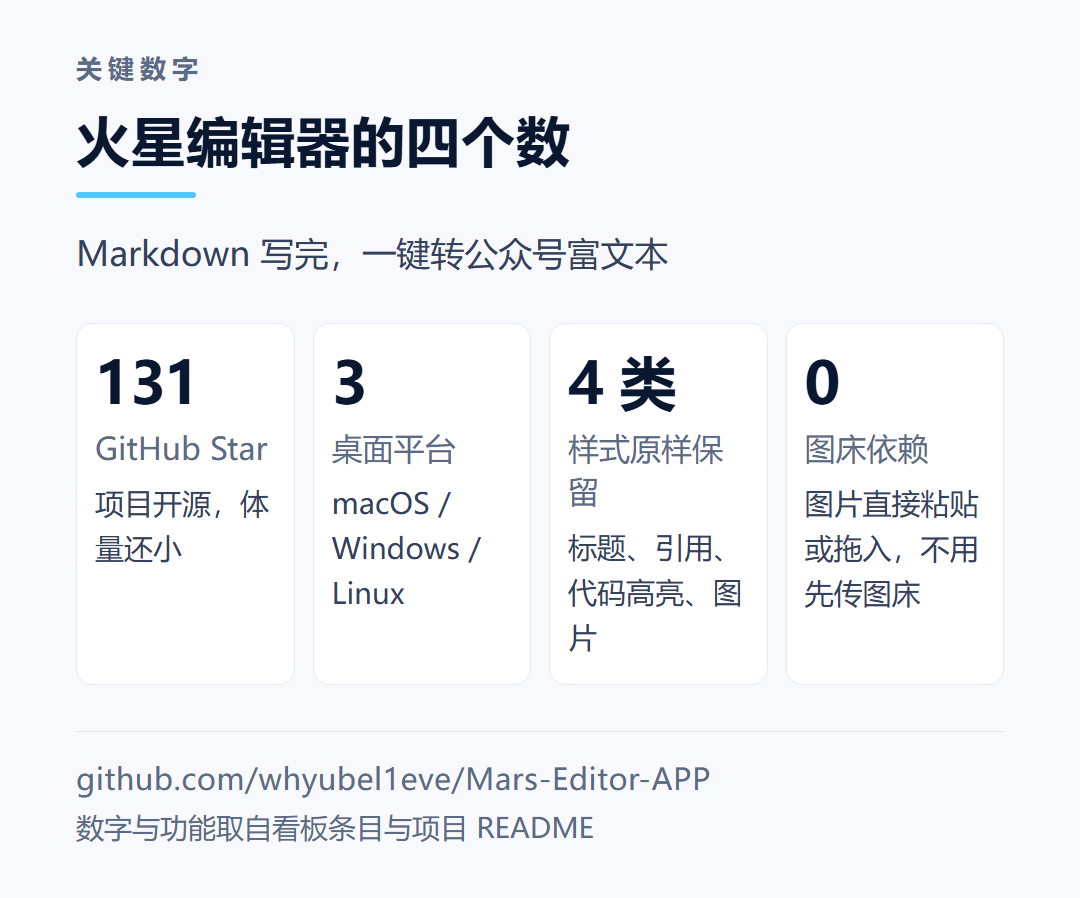 关键数字
火星编辑器的四个数
Markdown 写完，一键转公众号富文本
131
GitHub Star
项目开源，体
量还小
3
桌面平台
macOS /
Windows /
Linux
4 类
样式原样保
留
标题、引用、
代码高亮、图
片
0
图床依赖
图片直接粘贴
或拖入，不用
先传图床
github.com/whyubel1eve/Mars-Editor-APP
数字与功能取自看板条目与项目 README